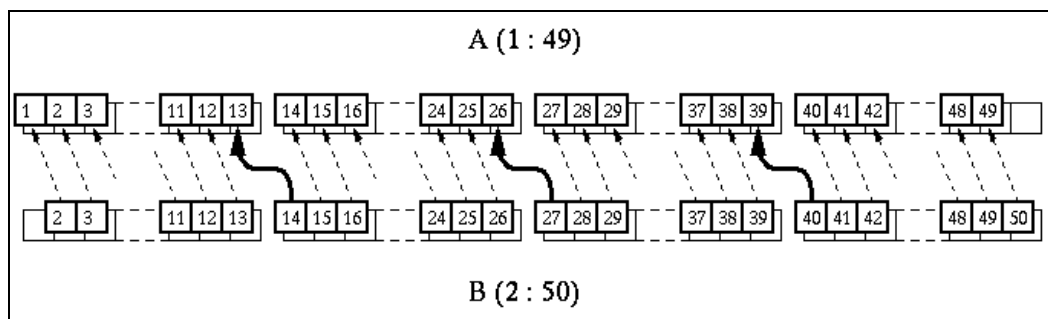 A (1 : 49)
1 2 3 11 12 13 14 15 16 24 25 26 27 28 29 37 38 39 40 41 42 48 49
2 3 11 12 13 14 15 16 24 25 26 27 28 29 37 38 39 40 41 42 48 49 50
B (2 : 50)